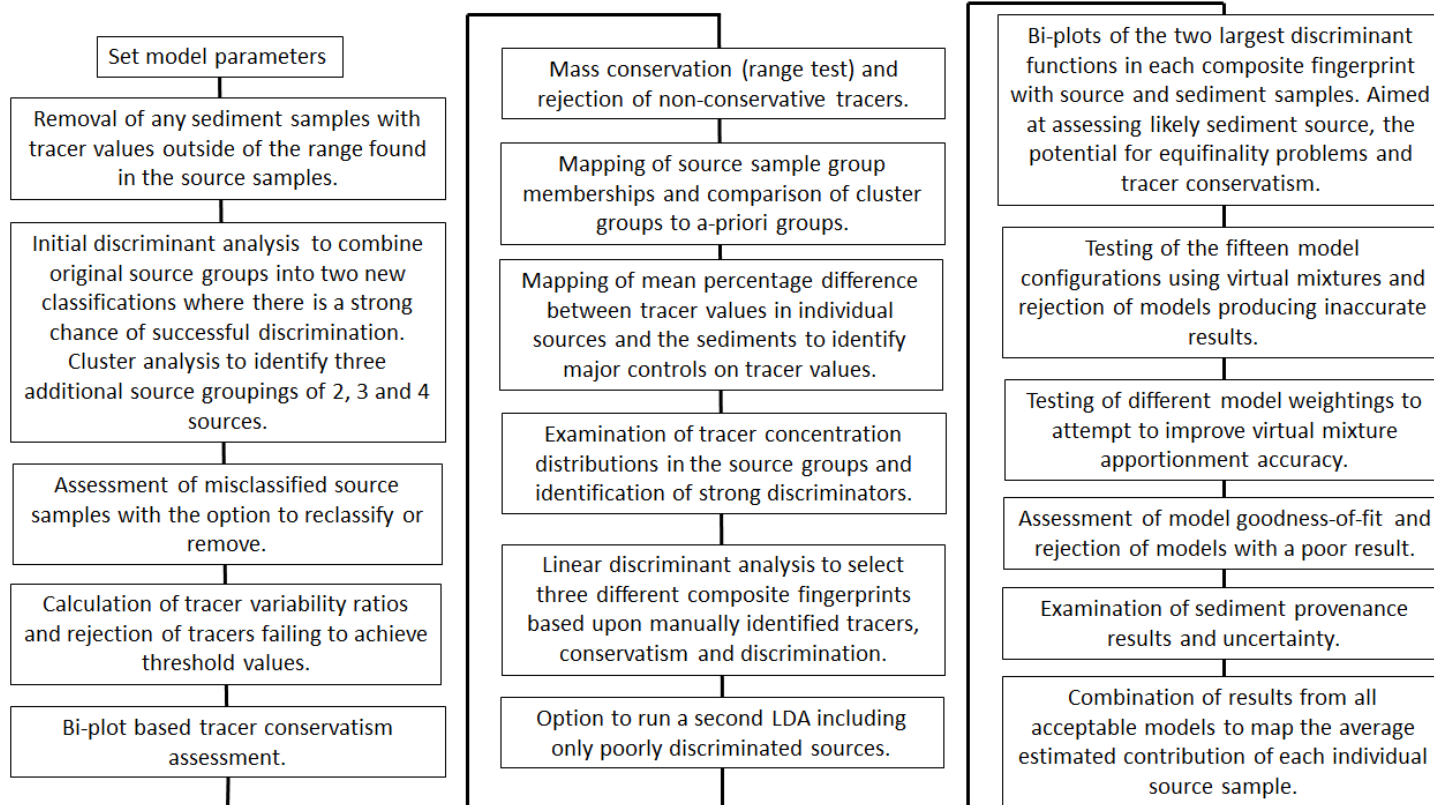 Set model parameters
Removal of any sediment samples with
tracer values outside of the range found
in the source samples.
Initial discriminant analysis to combine
original source groups into two new
classifications where there is a strong
chance of successful discrimination.
Cluster analysis to identify three
additional source groupings of 2, 3 and 4
sources.
Assessment of misclassified source
samples with the option to reclassify or
remove.
Calculation of tracer variability ratios
and rejection of tracers failing to achieve
threshold values.
Bi-plot based tracer conservatism
assessment.
Mass conservation (range test) and
rejection of non-conservative tracers.
Mapping of source sample group
memberships and comparison of cluster
groups to a-priori groups.
Mapping of mean percentage difference
between tracer values in individual
sources and the sediments to identify
major controls on tracer values.
Examination of tracer concentration
distributions in the source groups and
identification of strong discriminators.
Linear discriminant analysis to select
three different composite fingerprints
based upon manually identified tracers,
conservatism and discrimination.
Option to run a second LDA including
only poorly discriminated sources.
Bi-plots of the two largest discriminant
functions in each composite fingerprint
with source and sediment samples. Aimed
at assessing likely sediment source, the
potential for equifinality problems and
tracer conservatism.
Testing of the fifteen model
configurations using virtual mixtures and
rejection of models producing inaccurate
results.
Testing of different model weightings to
attempt to improve virtual mixture
apportionment accuracy.
Assessment of model goodness-of-fit and
rejection of models with a poor result.
Examination of sediment provenance
results and uncertainty.
Combination of results from all
acceptable models to map the average
estimated contribution of each individual
source sample.